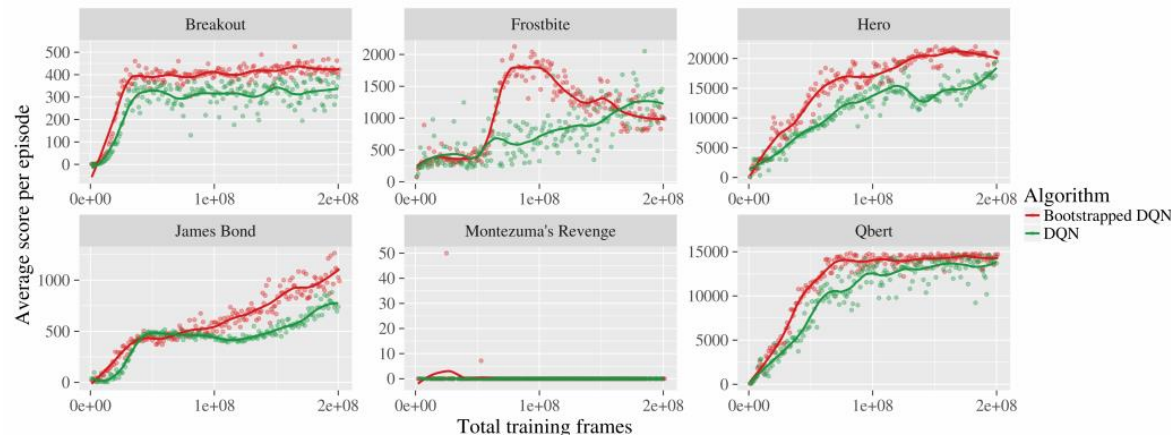 Breakout
Frostbite
Hero
Average score per episode
500
400
300
200
100
0
0e+00 1e+08 2e+08
2000
1500
1000
500
0
0e+00 1e+08 2e+08
20000
15000
10000
5000
0
0e+00 1e+08 2e+08
Algorithm
Bootstrapped DQN
DQN
James Bond
Montezuma's Revenge
Qbert
1000
500
0
0e+00 1e+08 2e+08
50
40
30
20
10
0
0e+00 1e+08 2e+08
15000
10000
5000
0
0e+00 1e+08 2e+08
Total training frames